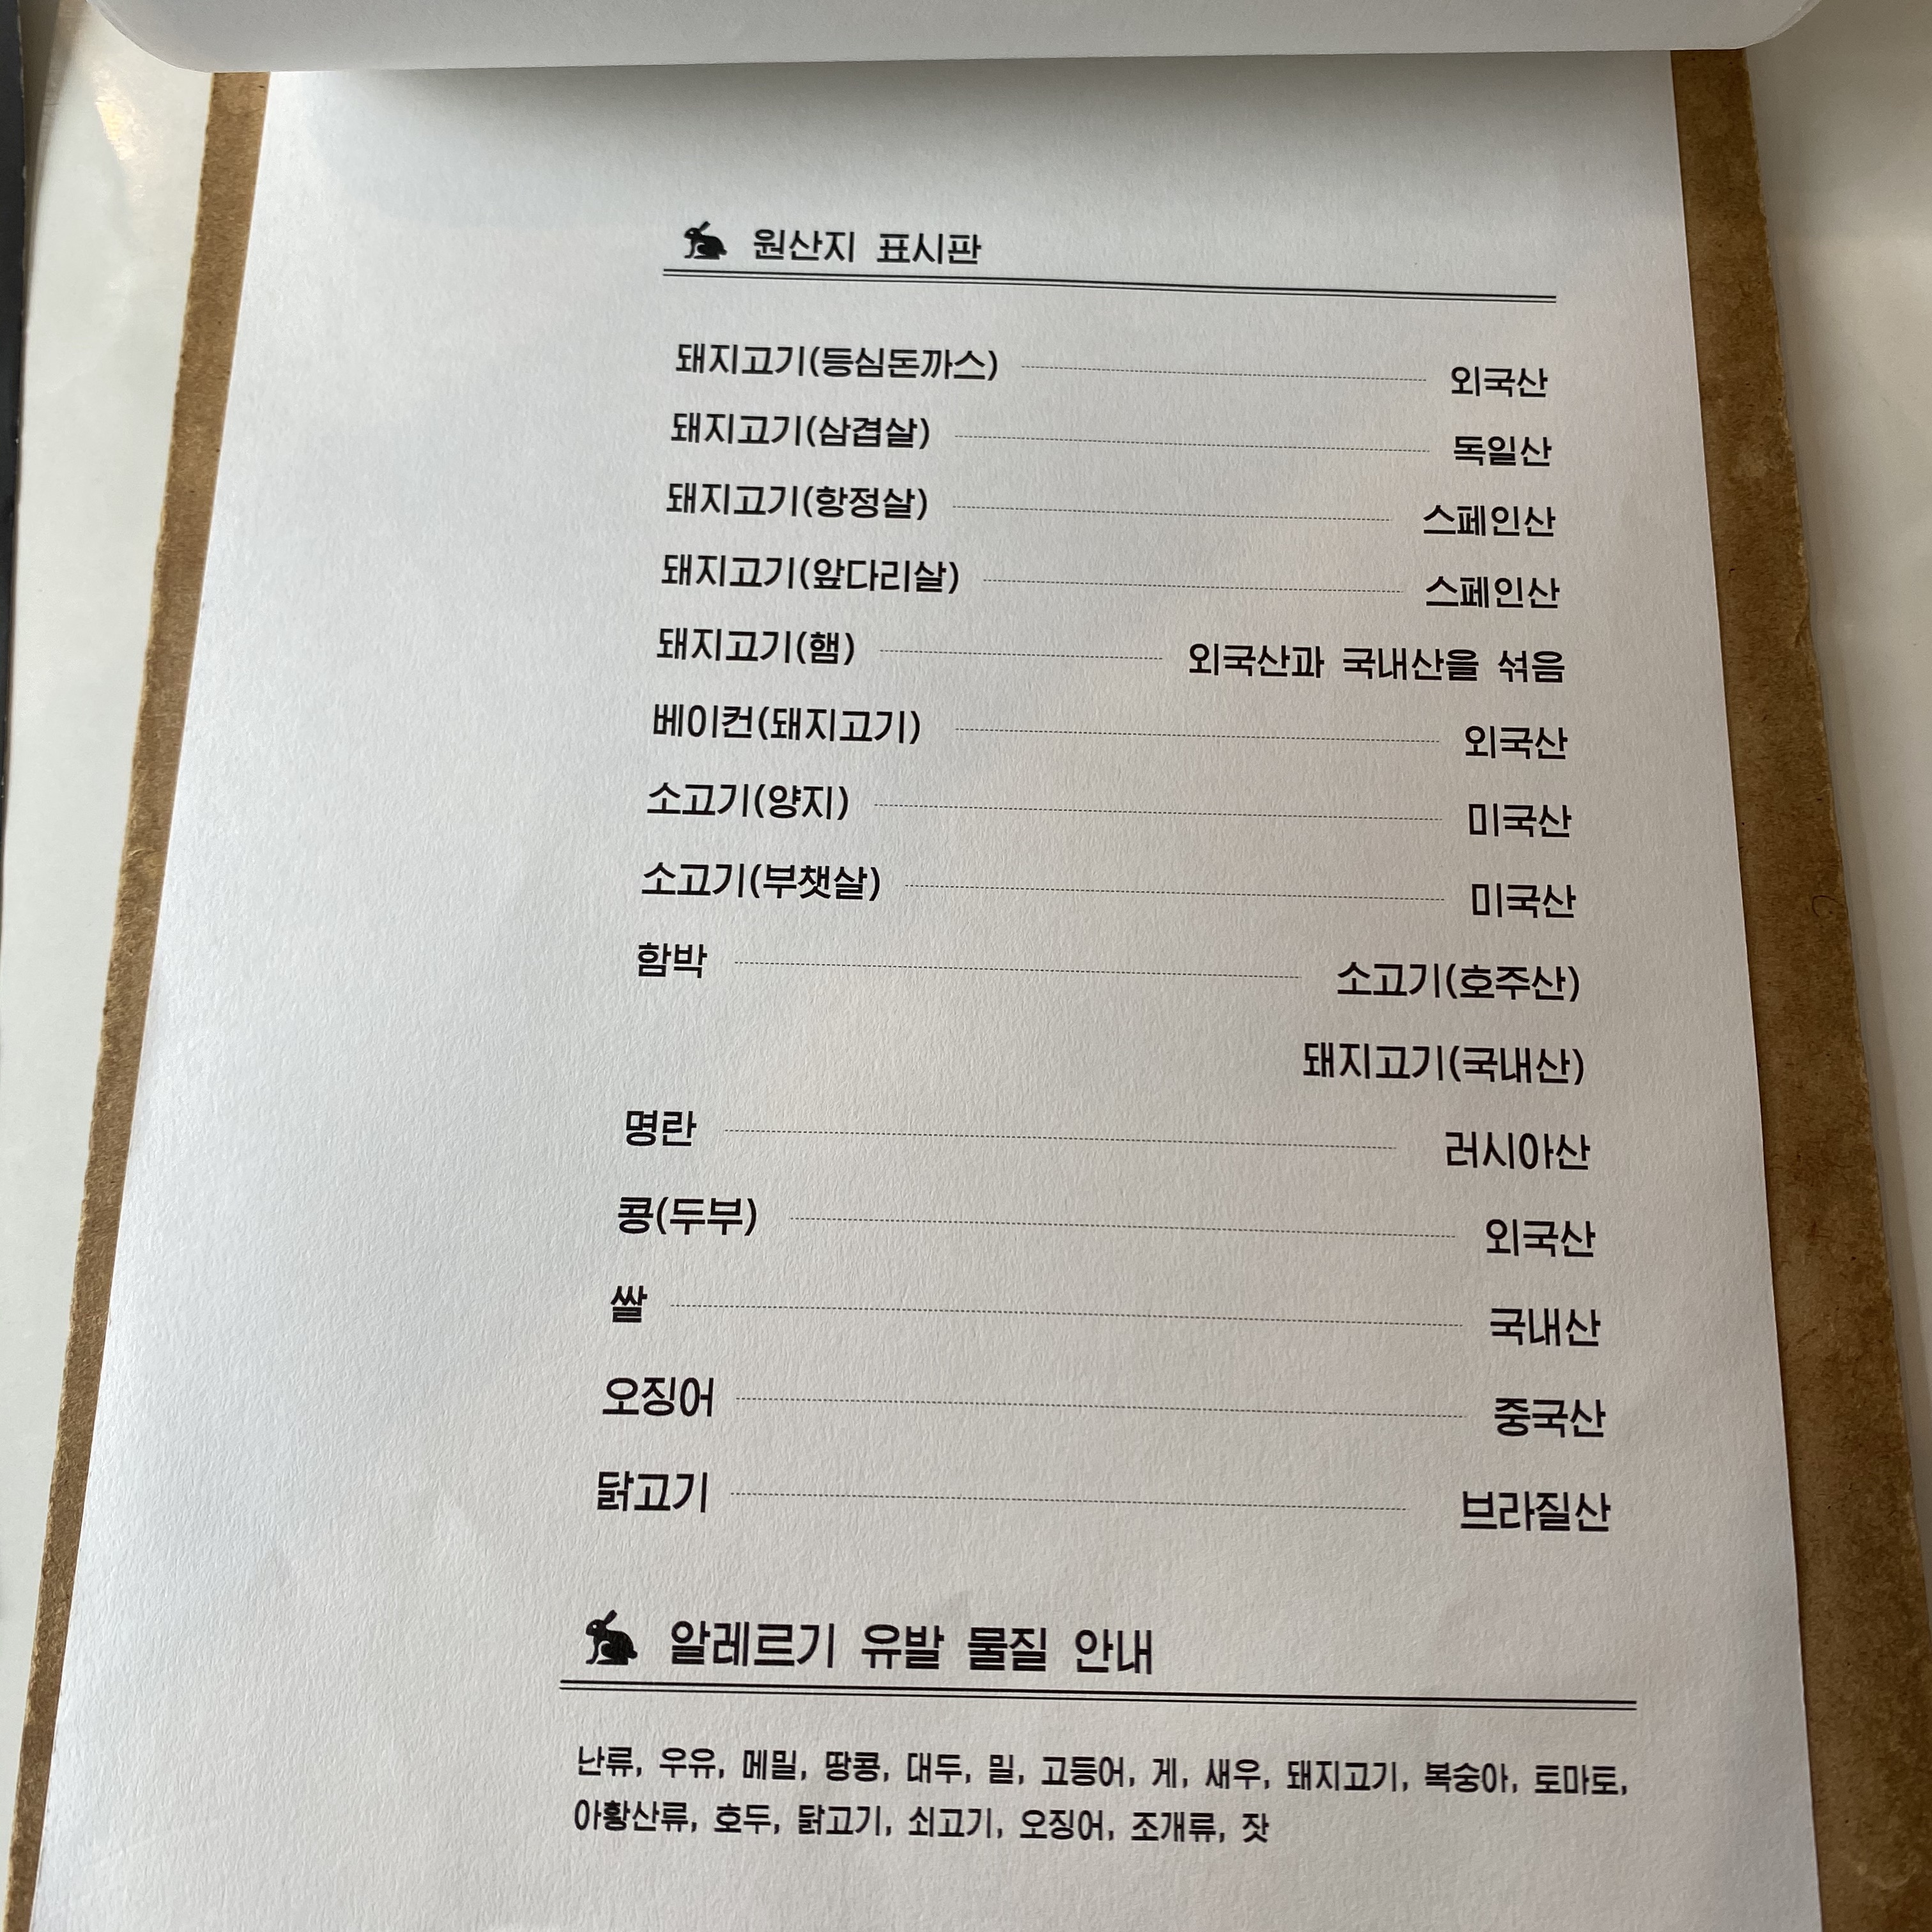 원산지 표시판
돼지고기(등심돈까스) 외국산
돼지고기(삼겹살) 독일산
돼지고기(항정살) 스페인산
돼지고기(앞다리살) 스페인산
돼지고기(햄) 외국산과 국내산을 섞음
베이컨(돼지고기) 외국산
소고기(양지) 미국산
소고기(부챗살) 미국산
함박 소고기(호주산)
돼지고기(국내산)
명란 러시아산
콩(두부) 외국산
쌀 국내산
오징어 중국산
닭고기 브라질산
알레르기 유발 물질 안내
난류, 우유, 메밀, 땅콩, 대두, 밀, 고등어, 게, 새우, 돼지고기, 복숭아, 토마토,
아황산류, 호두, 닭고기, 쇠고기, 오징어, 조개류, 잣